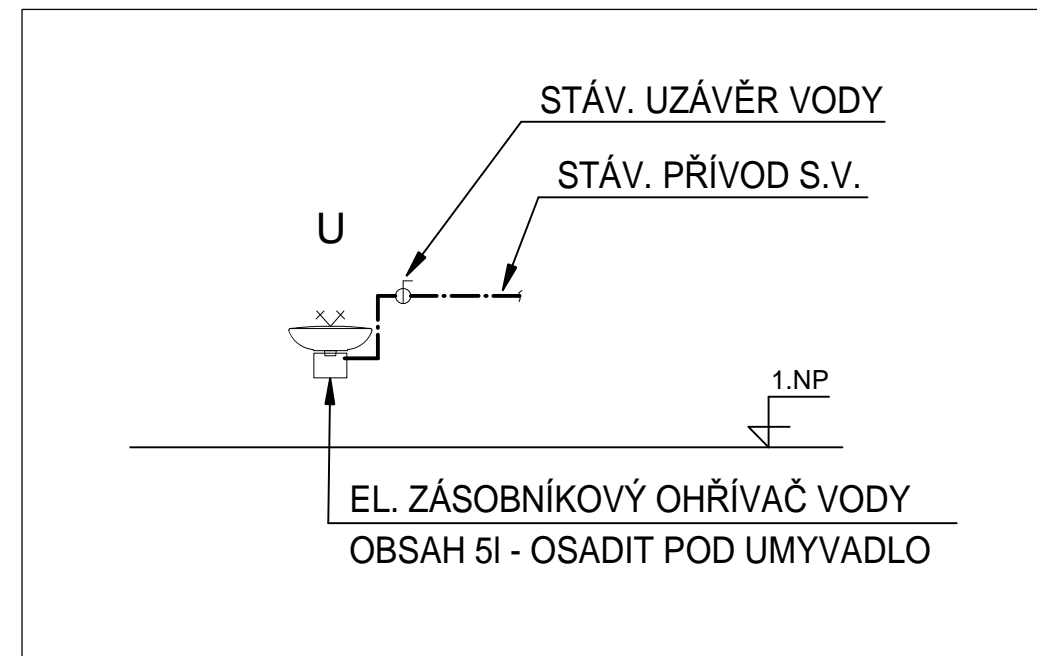 STÁV. UZÁVĚR VODY
STÁV. PŘÍVOD S.V.
U
1.NP
EL. ZÁSOBNÍKOVÝ OHŘÍVAČ VODY
OBSAH 5l - OSADIT POD UMYVADLO